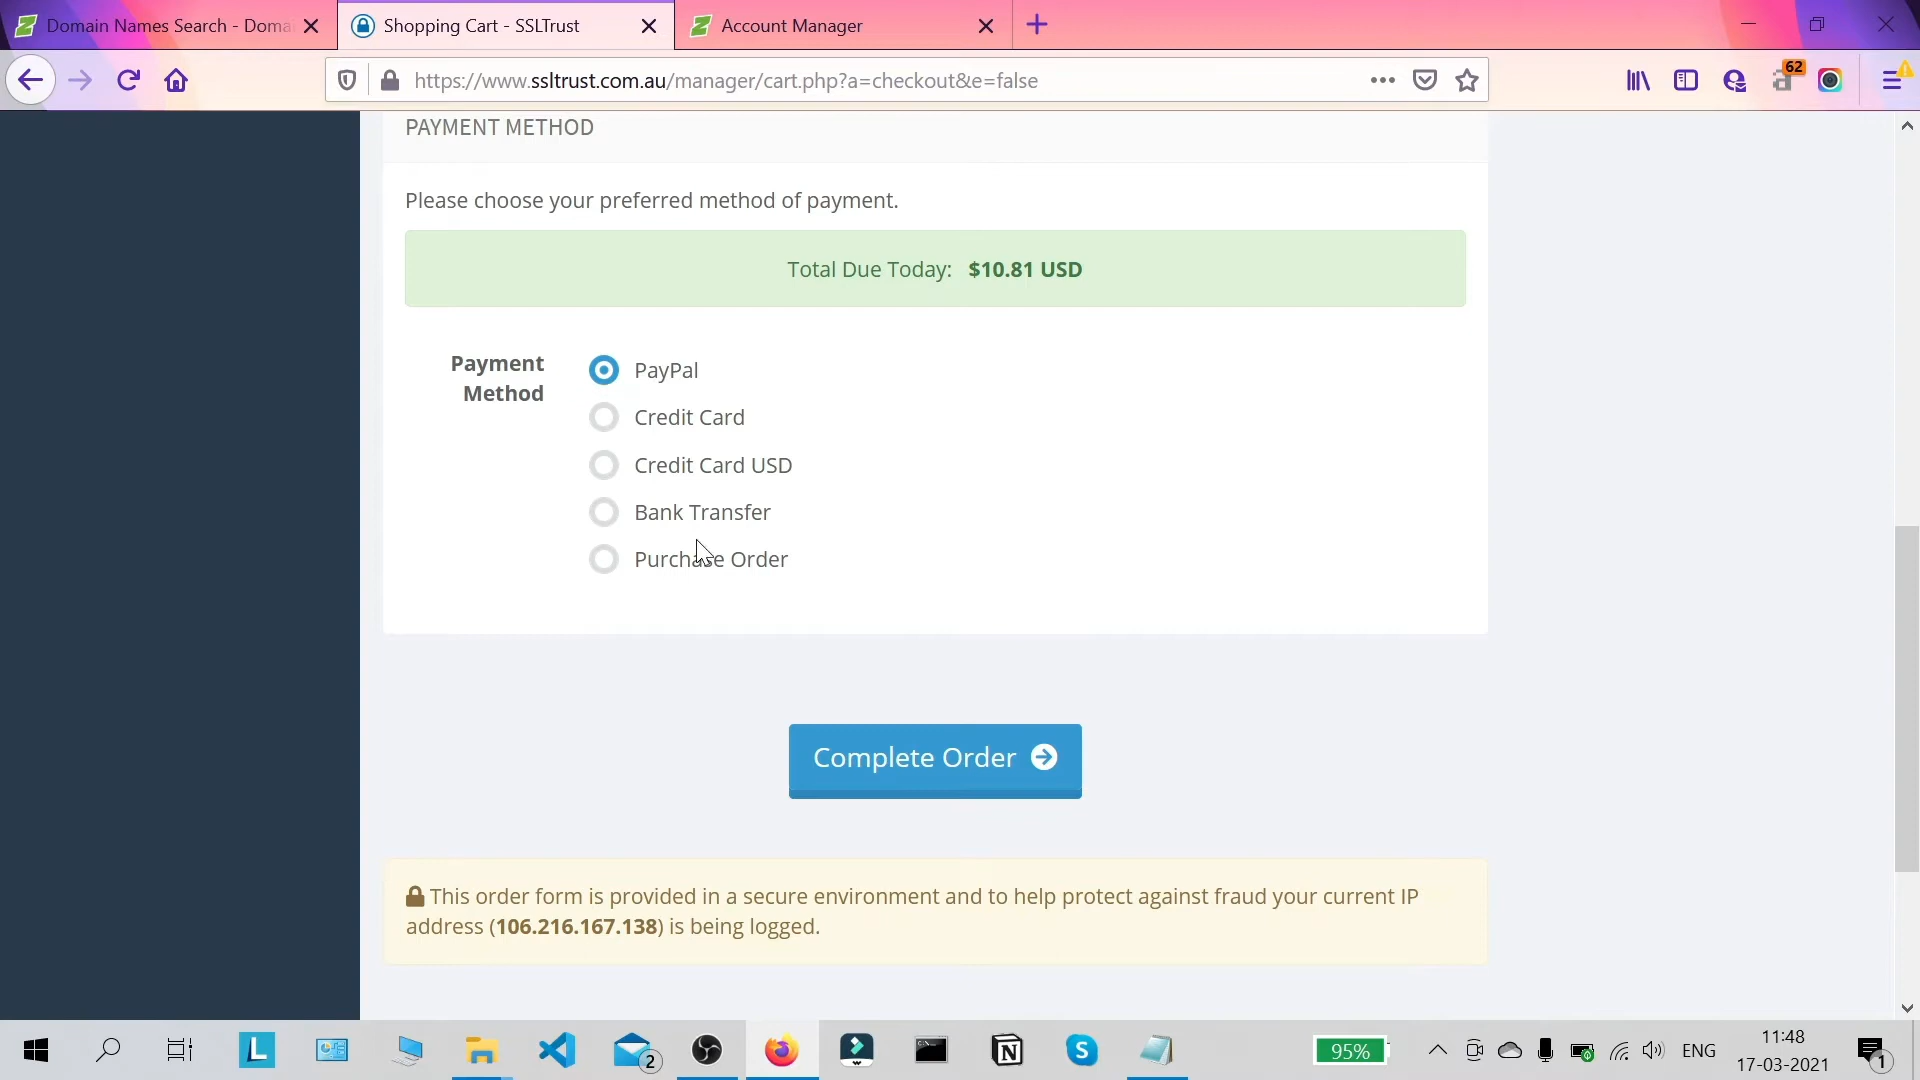 Domain Names Search - Doma
Shopping Cart - SSLTrust
Account Manager
https://www.ssltrust.com.au/manager/cart.php?a=checkout&e=false
62
PAYMENT METHOD
Please choose your preferred method of payment.
Total Due Today: $10.81 USD
Payment
Method
PayPal
Credit Card
Credit Card USD
Bank Transfer
Purchase Order
Complete Order
This order form is provided in a secure environment and to help protect against fraud your current IP
address (106.216.167.138) is being logged.
L
2
N
S
95%
ENG
11:48
17-03-2021
1